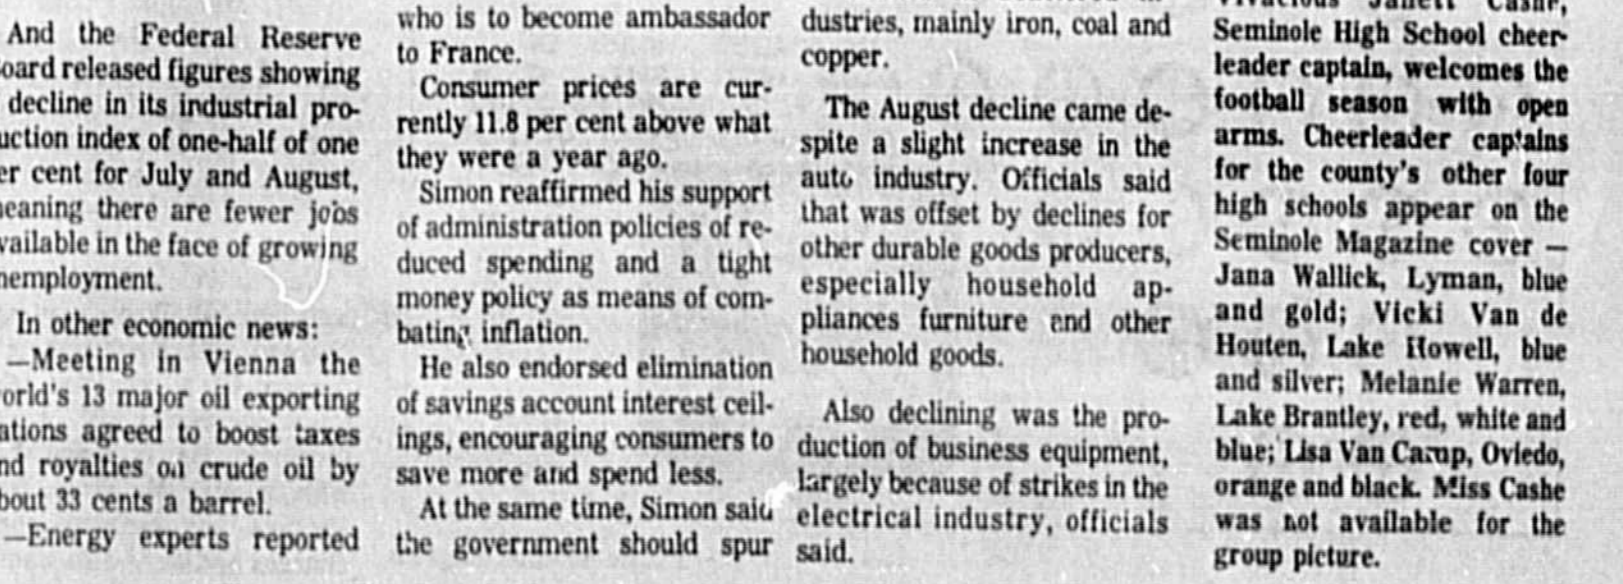 And the Federal Reserve
oard released figures showing
decline in its industrial pro-
uction index of one-half of one
er cent for July and August,
eaning there are fewer jobs
vailable in the face of growing
nemployment.
In other economic news:
—Meeting in Vienna the
orld's 13 major oil exporting
ations agreed to boost taxes
nd royalties on crude oil by
bout 33 cents a barrel.
—Energy experts reported
who is to become ambassador
to France.
Consumer prices are cur-
rently 11.8 per cent above what
they were a year ago.
Simon reaffirmed his support
of administration policies of re-
duced spending and a tight
money policy as means of com-
bating inflation.
He also endorsed elimination
of savings account interest ceil-
ings, encouraging consumers to
save more and spend less.
At the same time, Simon said
the government should spur
dustries, mainly iron, coal and
copper.
The August decline came de-
spite a slight increase in the
auto industry. Officials said
that was offset by declines for
other durable goods producers,
especially household ap-
pliances furniture and other
household goods.
Also declining was the pro-
duction of business equipment,
largely because of strikes in the
electrical industry, officials
said.
Seminole High School cheer-
leader captain, welcomes the
football season with open
arms. Cheerleader captains
for the county's other four
high schools appear on the
Seminole Magazine cover —
Jana Wallick, Lyman, blue
and gold; Vicki Van de
Houten, Lake Howell, blue
and silver; Melanie Warren,
Lake Brantley, red, white and
blue; Lisa Van Camp, Oviedo,
orange and black. Miss Cashe
was not available for the
group picture.